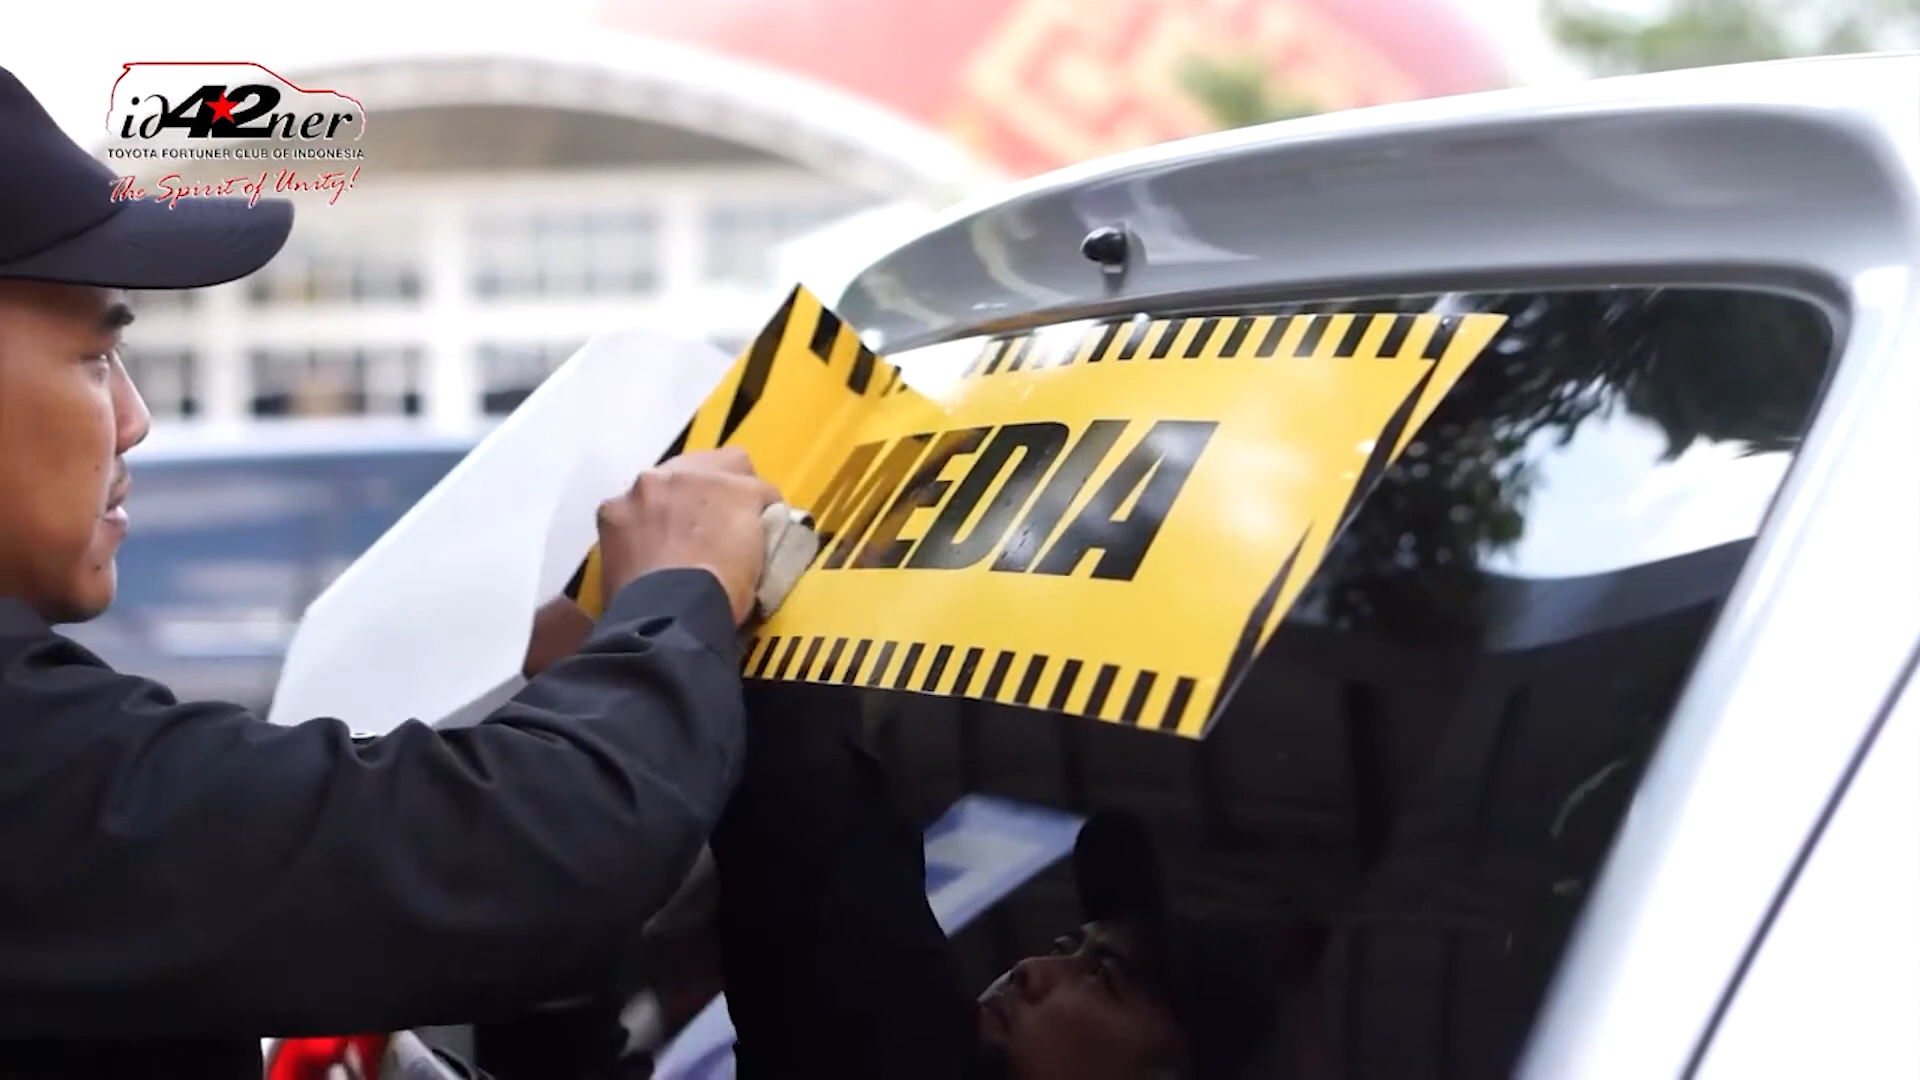 id42ner
TOYOTA FORTUNER CLUB OF INDONESIA
The Spirit of Unity!
MEDIA